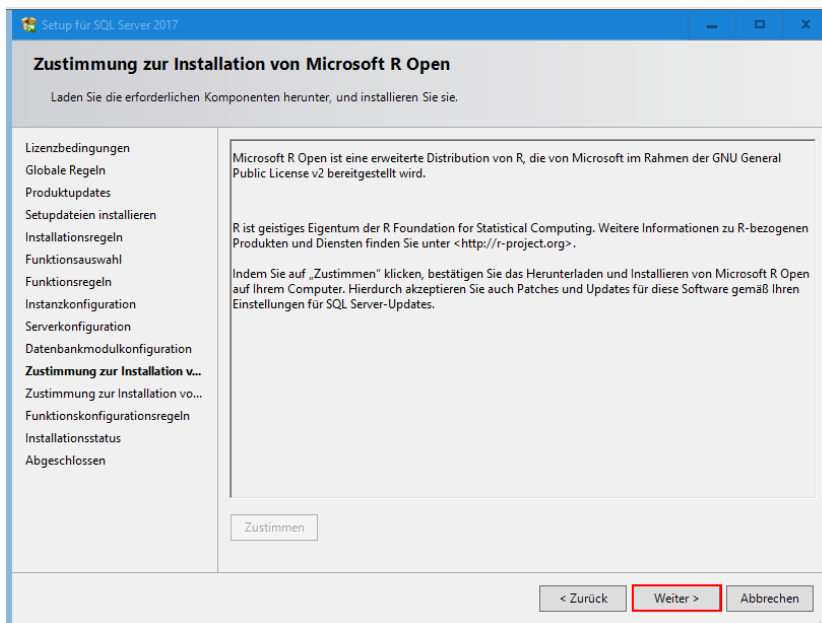 Setup für SQL Server 2017
Zustimmung zur Installation von Microsoft R Open
Laden Sie die erforderlichen Komponenten herunter, und installieren Sie sie.
Lizenzbedingungen
Globale Regeln
Produktupdates
Setupdateien installieren
Installationsregeln
Funktionsauswahl
Funktionsregeln
Instanzkonfiguration
Serverkonfiguration
Datenbankmodulkonfiguration
Zustimmung zur Installation v...
Zustimmung zur Installation vo...
Funktionskonfigurationsregeln
Installationsstatus
Abgeschlossen
Microsoft R Open ist eine erweiterte Distribution von R, die von Microsoft im Rahmen der GNU General
Public License v2 bereitgestellt wird.
R ist geistiges Eigentum der R Foundation for Statistical Computing. Weitere Informationen zu R-bezogenen
Produkten und Diensten finden Sie unter <http://r-project.org>.
Indem Sie auf „Zustimmen" klicken, bestätigen Sie das Herunterladen und Installieren von Microsoft R Open
auf Ihrem Computer. Hierdurch akzeptieren Sie auch Patches und Updates für diese Software gemäß Ihren
Einstellungen für SQL Server-Updates.
Zustimmen
< Zurück
Weiter >
Abbrechen